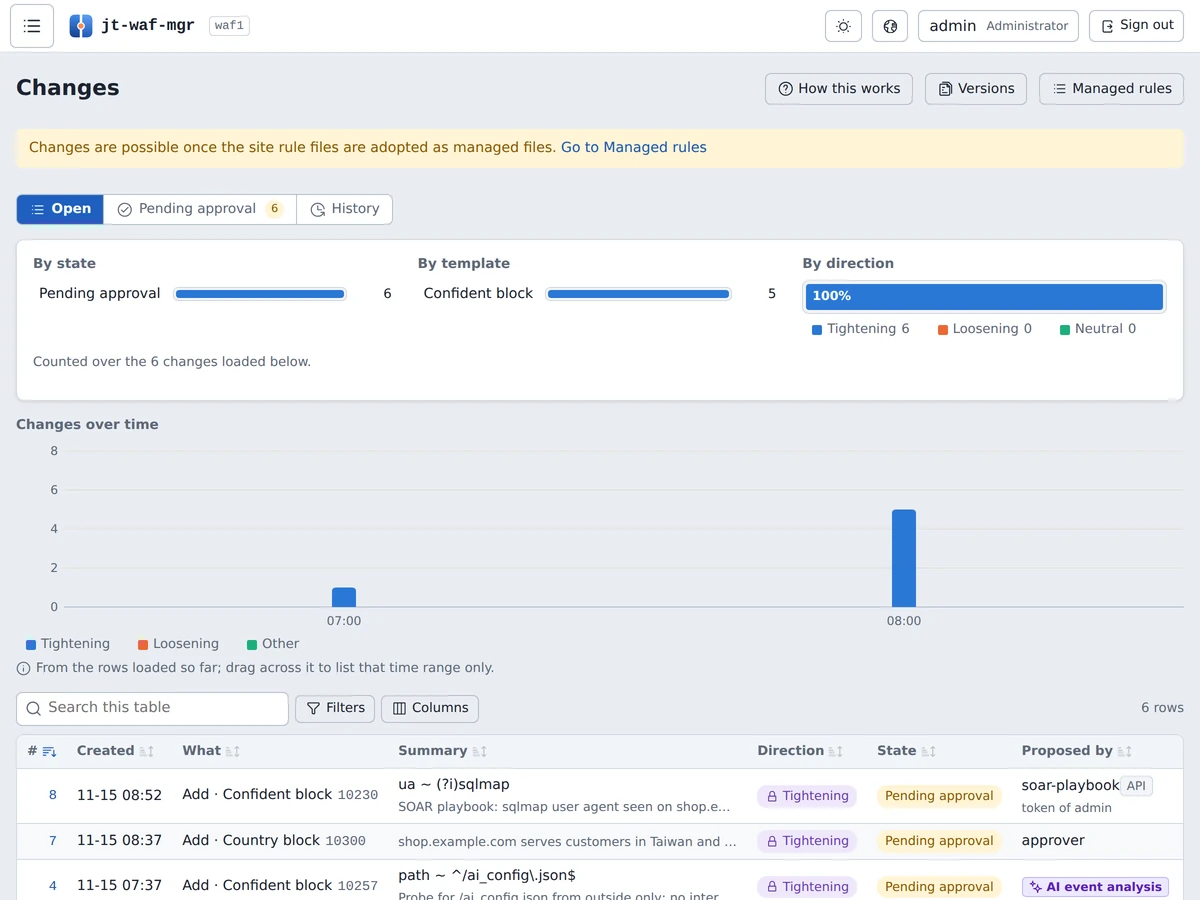 jt-waf-mgr waf1 admin Administrator Sign out
Changes How this works Versions Managed rules
Changes are possible once the site rule files are adopted as managed files. Go to Managed rules
Open Pending approval 6 History
By state By template By direction
Pending approval 6 Confident block 5 100%
Tightening 6 Loosening 0 Neutral 0
Counted over the 6 changes loaded below.
Changes over time
8
6
4
2
0
07:00 08:00
Tightening Loosening Other
From the rows loaded so far; drag across it to list that time range only.
Search this table Filters Columns 6 rows
# Created What Summary Direction State Proposed by
8 11-15 08:52 Add · Confident block 10230 ua ~ (?i)sqlmap Tightening Pending approval soar-playbook API
SOAR playbook: sqlmap user agent seen on shop.e... token of admin
7 11-15 08:37 Add · Country block 10300 shop.example.com serves customers in Taiwan and ... Tightening Pending approval approver
4 11-15 07:37 Add · Confident block 10257 path ~ ^/ai_config\.json$ Tightening Pending approval AI event analysis
Probe for /ai_config.json from outside only; no inter...